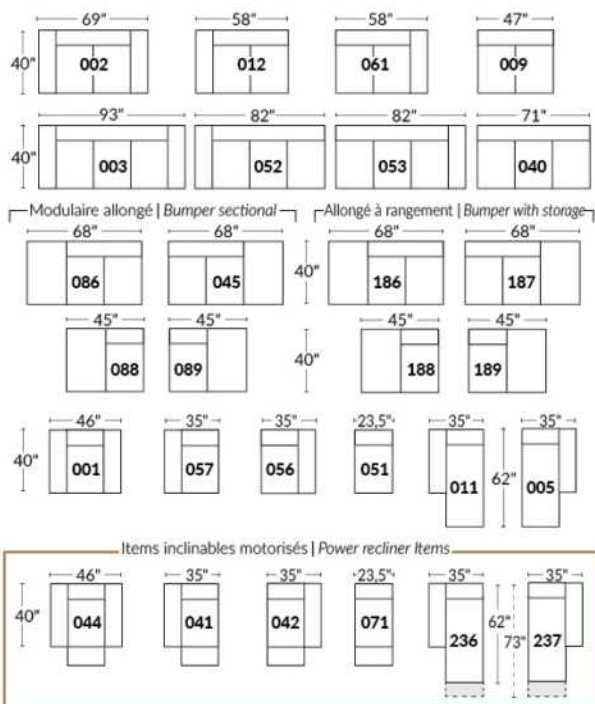 69" 58" 58" 47"
40" 002 012 061 009
93" 82" 82" 71"
40" 003 052 053 040
Modulaire allongé | Bumper sectional Allongé à rangement | Bumper with storage
68" 68" 68" 68"
086 045 40" 186 187
45" 45" 45" 45"
088 089 40" 188 189
46" 35" 35" 23,5" 35" 35"
40" 001 057 056 051 011 62" 005
Items inclinables motorisés | Power recliner Items
46" 35" 35" 23,5" 35" 35"
40" 044 041 042 071 236 62" 73" 237